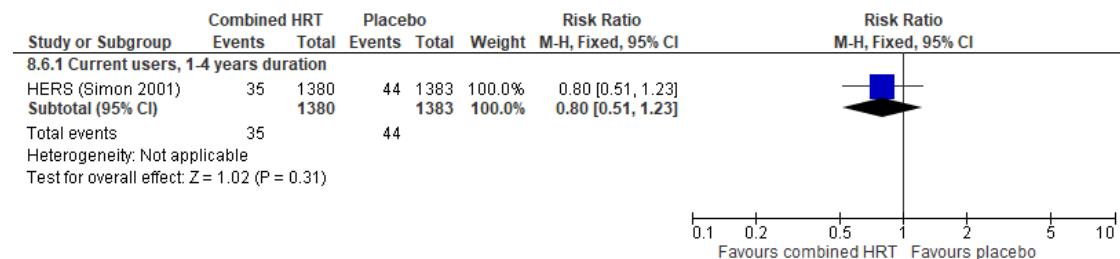 Combined HRT Placebo Risk Ratio Risk Ratio
Study or Subgroup Events Total Events Total Weight M-H, Fixed, 95% CI M-H, Fixed, 95% CI
8.6.1 Current users, 1-4 years duration
HERS (Simon 2001) 35 1380 44 1383 100.0% 0.80 [0.51, 1.23]
Subtotal (95% CI) 1380 1383 100.0% 0.80 [0.51, 1.23]
Total events 35 44
Heterogeneity: Not applicable
Test for overall effect: Z = 1.02 (P = 0.31)
0.1 0.2 0.5 1 2 5 10
Favours combined HRT Favours placebo